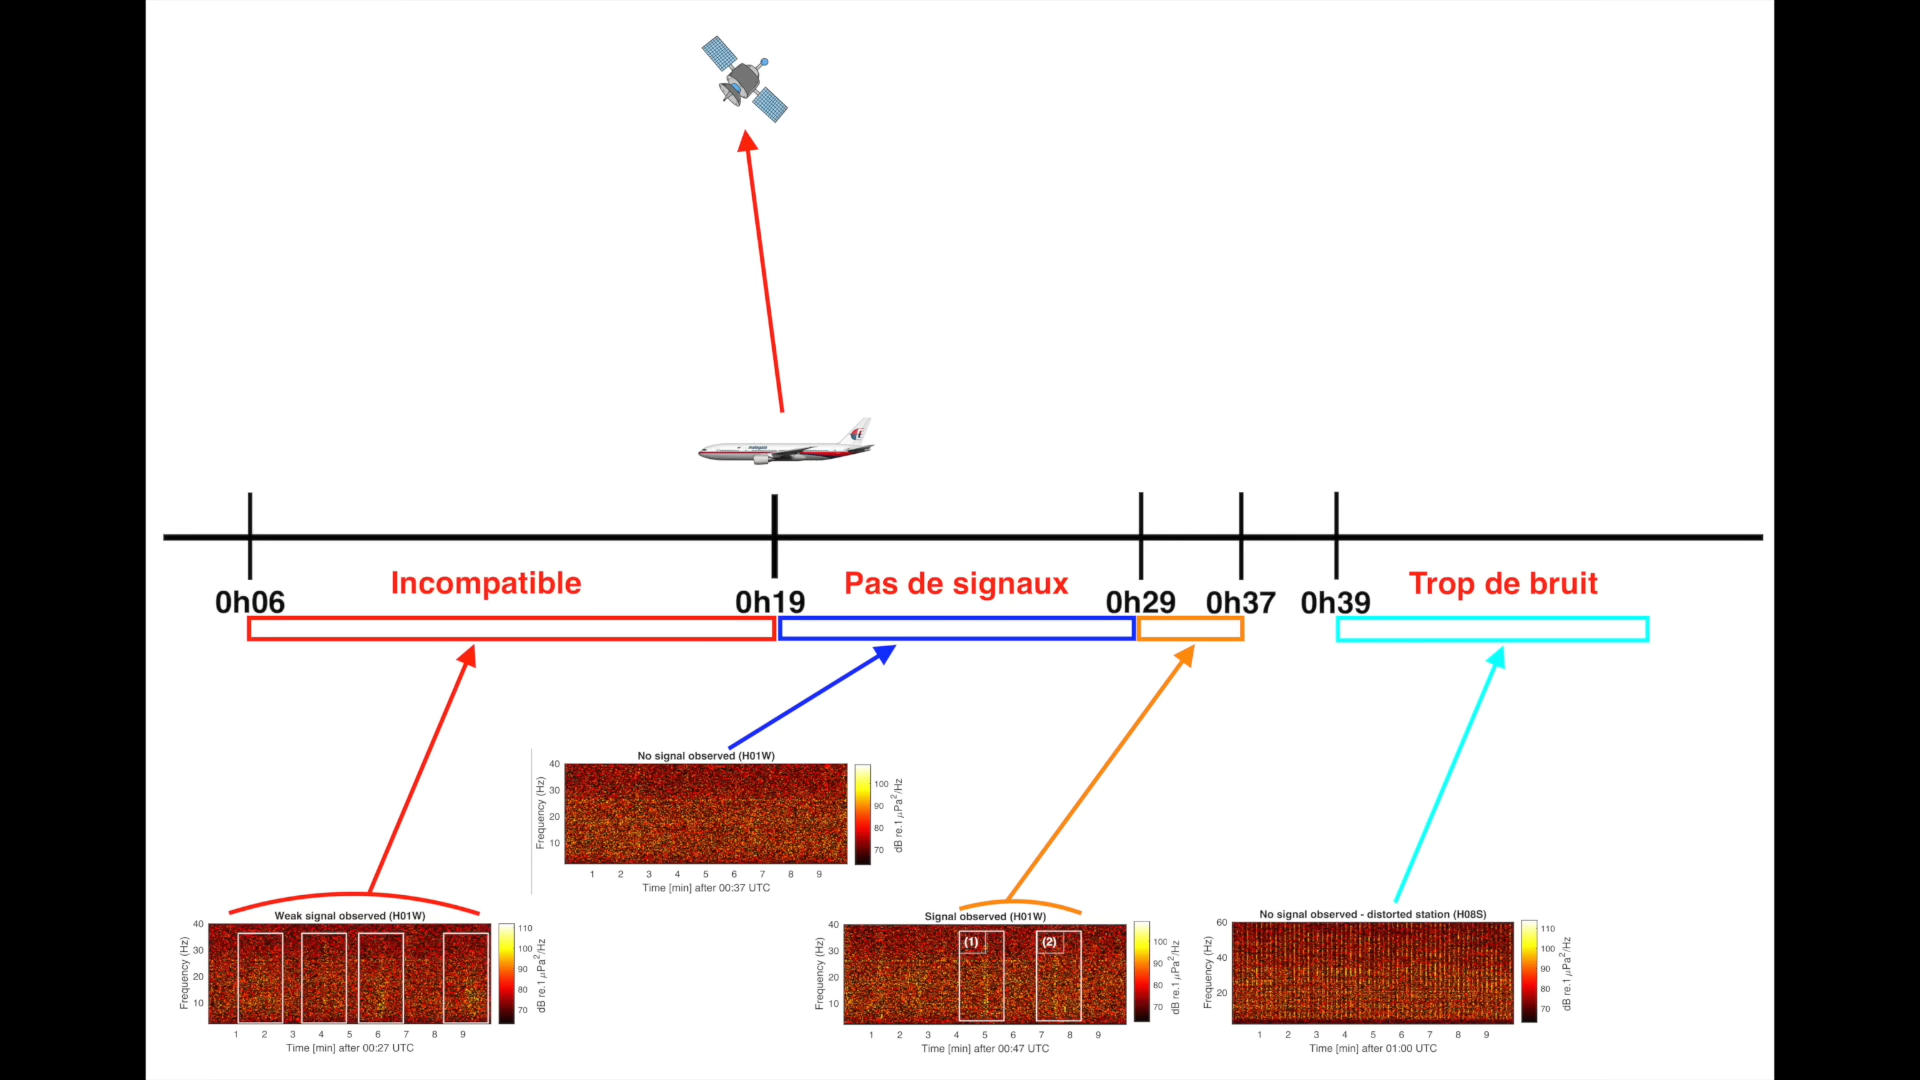 Incompatible
Pas de signaux
Trop de bruit
0h06
0h19
0h29
0h37
0h39
No signal observed (H01W)
Frequency (Hz)
40
30
20
10
1 2 3 4 5 6 7 8 9
Time [min] after 00:37 UTC
100
90
80
70
dB re.1 μPa²/Hz
Weak signal observed (H01W)
Frequency (Hz)
40
30
20
10
1 2 3 4 5 6 7 8 9
Time [min] after 00:27 UTC
110
100
90
80
70
dB re.1 μPa²/Hz
Signal observed (H01W)
(1)
(2)
Frequency (Hz)
40
30
20
10
1 2 3 4 5 6 7 8 9
Time [min] after 00:47 UTC
100
90
80
70
dB re.1 μPa²/Hz
No signal observed - distorted station (H08S)
Frequency (Hz)
60
40
20
1 2 3 4 5 6 7 8 9
Time [min] after 01:00 UTC
110
100
90
80
70
dB re.1 μPa²/Hz